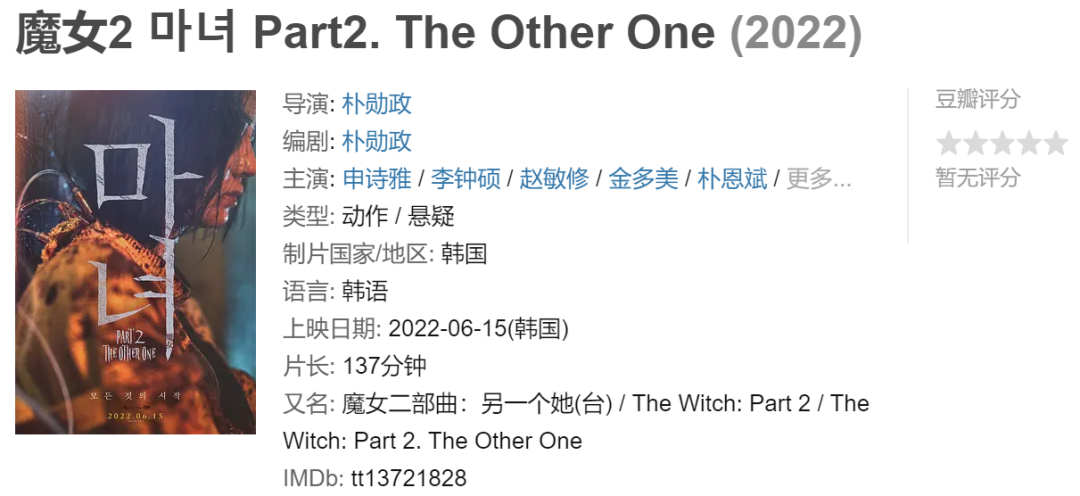 魔女2 마녀 Part2. The Other One (2022)
마
녀
PART 2
THE OTHER ONE
모든 것의 시작
2022.06.15
导演: 朴勋政
编剧: 朴勋政
主演: 申诗雅 / 李钟硕 / 赵敏修 / 金多美 / 朴恩斌 / 更多...
类型: 动作 / 悬疑
制片国家/地区: 韩国
语言: 韩语
上映日期: 2022-06-15(韩国)
片长: 137分钟
又名: 魔女二部曲：另一个她(台) / The Witch: Part 2 / The
Witch: Part 2. The Other One
IMDb: tt13721828
豆瓣评分
暂无评分